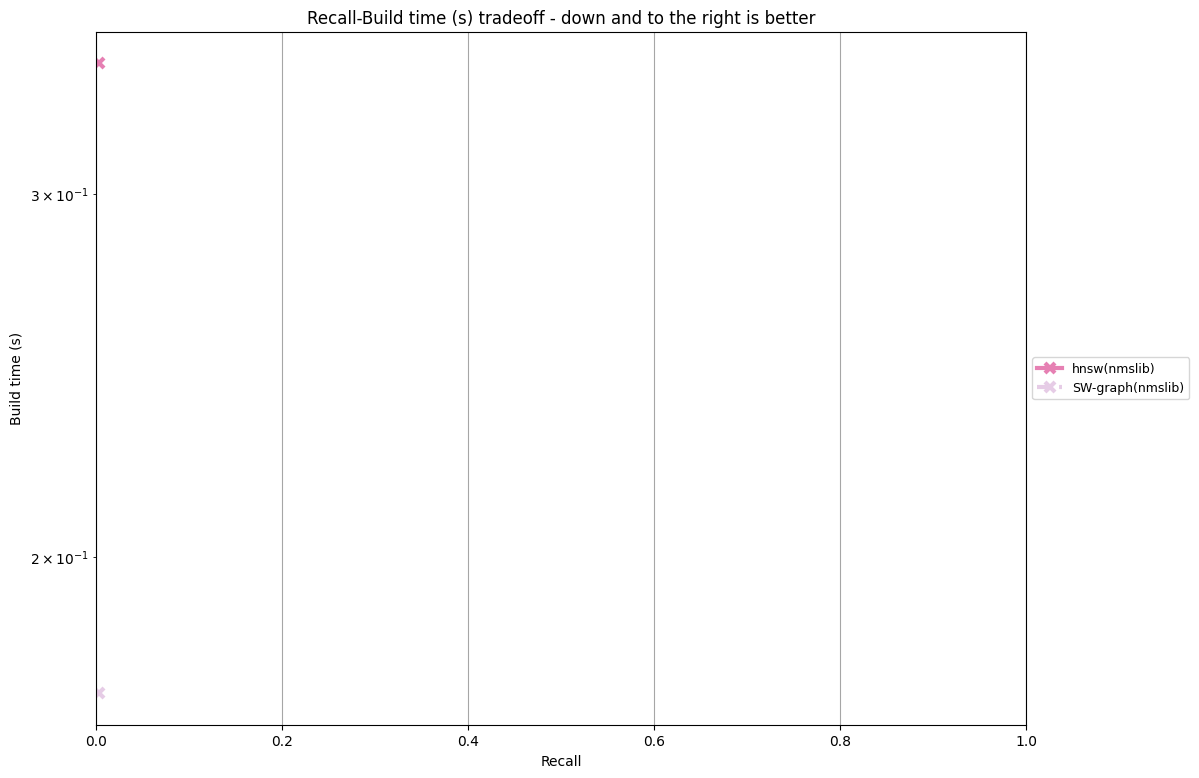 Recall-Build time (s) tradeoff - down and to the right is better
3 × 10⁻¹
2 × 10⁻¹
Build time (s)
0.0 0.2 0.4 0.6 0.8 1.0
Recall
hnsw(nmslib)
SW-graph(nmslib)